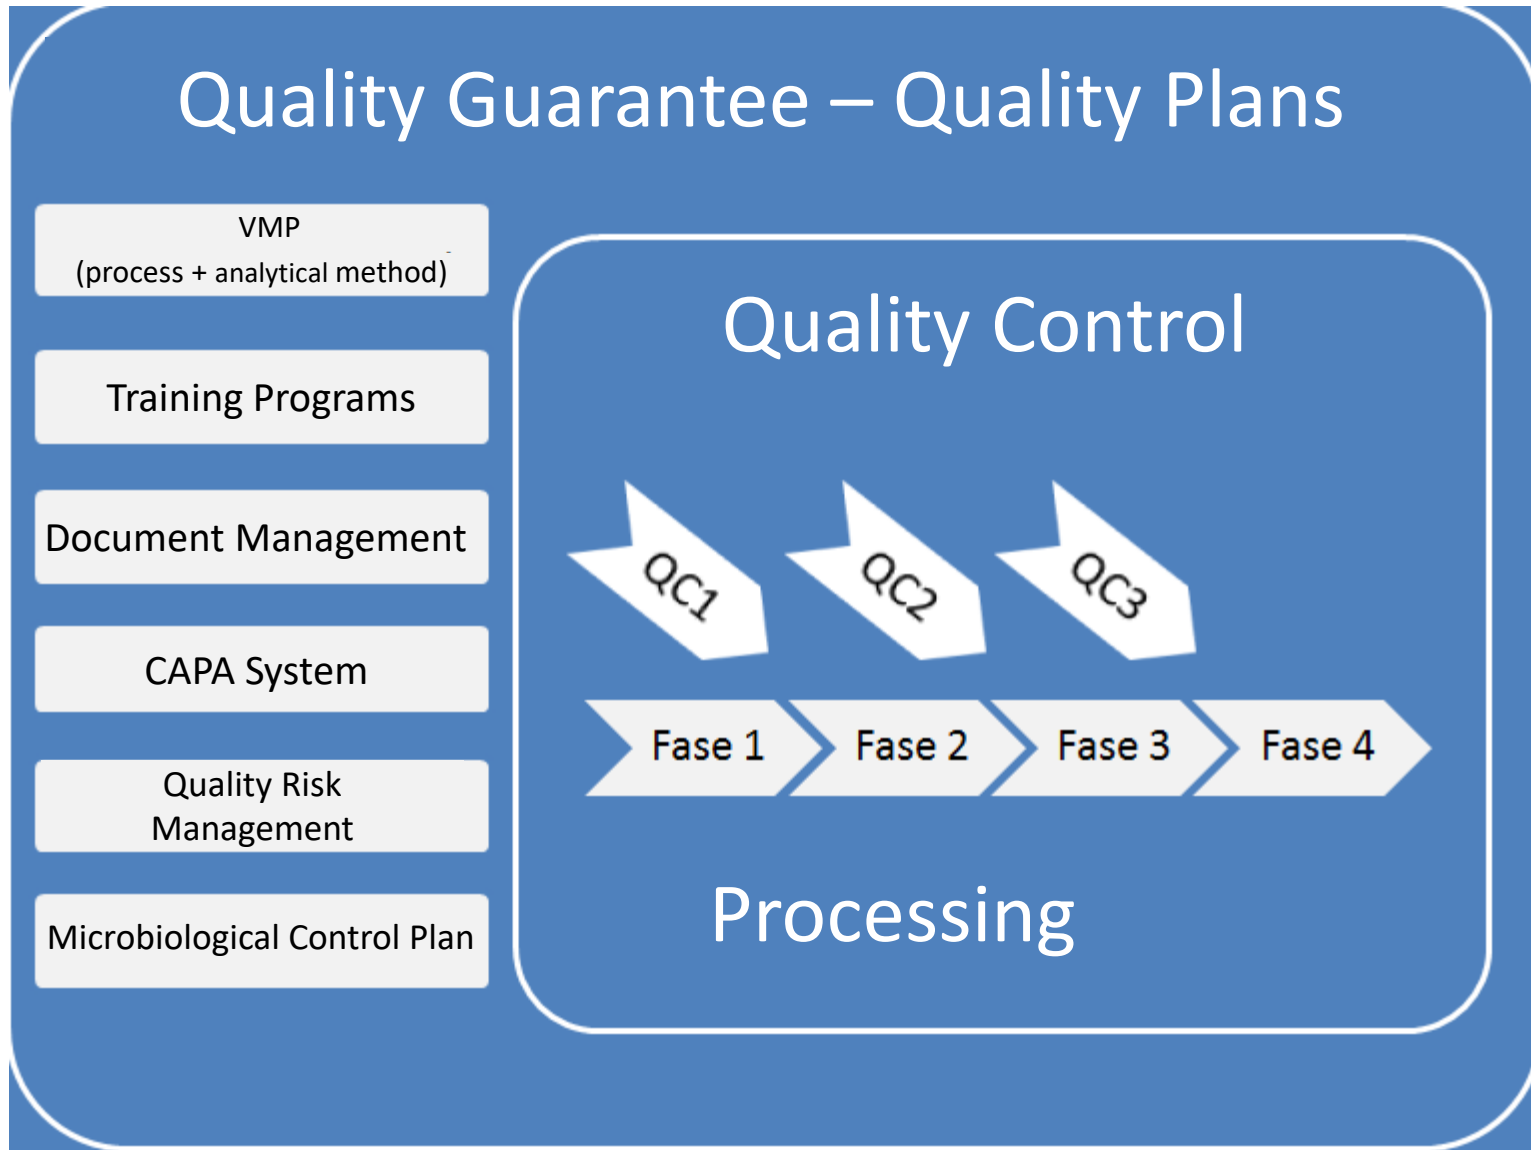 Quality Guarantee – Quality Plans
VMP
(process + analytical method)
Training Programs
Document Management
CAPA System
Quality Risk
Management
Microbiological Control Plan
Quality Control
QC1
QC2
QC3
Fase 1
Fase 2
Fase 3
Fase 4
Processing